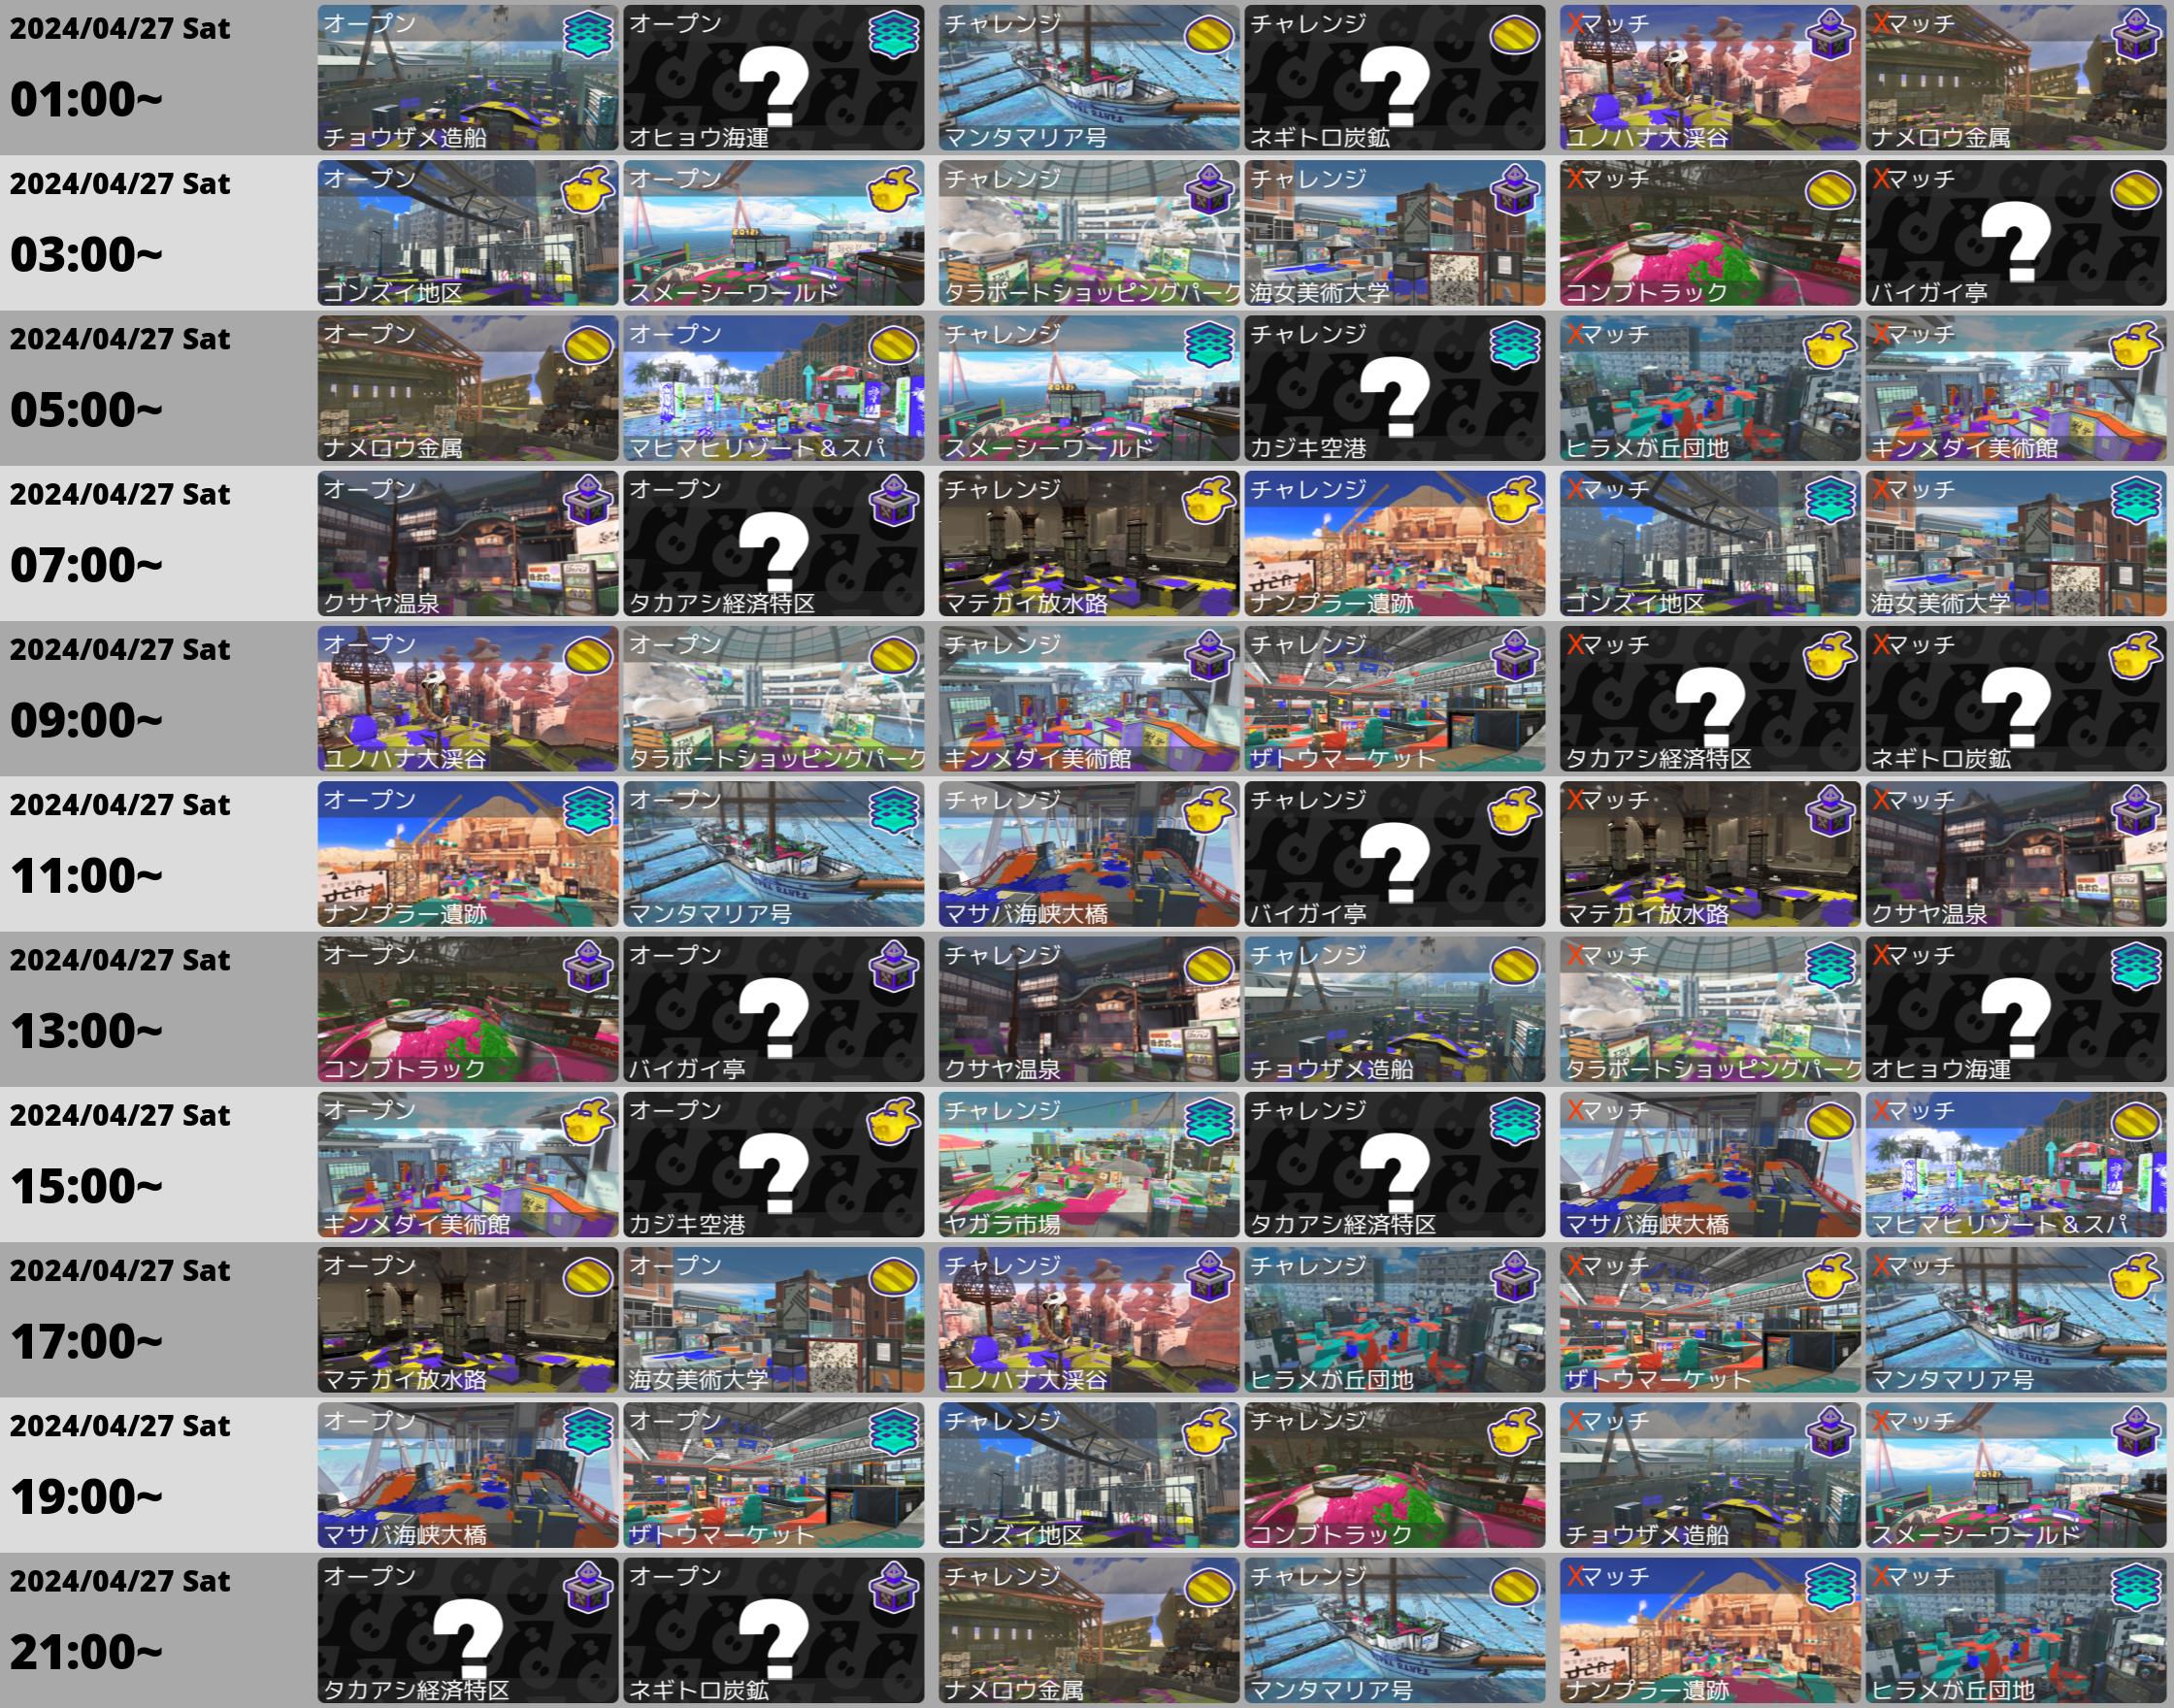 2024/04/27 Sat
01:00~
オープン
チョウザメ造船
オープン
オヒョウ海運
チャレンジ
マンタマリア号
チャレンジ
ネギトロ炭鉱
Xマッチ
ユノハナ大渓谷
Xマッチ
ナメロウ金属
2024/04/27 Sat
03:00~
オープン
ゴンズイ地区
オープン
スメーシーワールド
チャレンジ
タラポートショッピングパーク
チャレンジ
海女美術大学
Xマッチ
コンブトラック
Xマッチ
バイガイ亭
2024/04/27 Sat
05:00~
オープン
ナメロウ金属
オープン
マヒマヒリゾート＆スパ
チャレンジ
スメーシーワールド
チャレンジ
カジキ空港
Xマッチ
ヒラメが丘団地
Xマッチ
キンメダイ美術館
2024/04/27 Sat
07:00~
オープン
クサヤ温泉
オープン
タカアシ経済特区
チャレンジ
マテガイ放水路
チャレンジ
ナンプラー遺跡
Xマッチ
ゴンズイ地区
Xマッチ
海女美術大学
2024/04/27 Sat
09:00~
オープン
ユノハナ大渓谷
オープン
タラポートショッピングパーク
チャレンジ
キンメダイ美術館
チャレンジ
ザトウマーケット
Xマッチ
タカアシ経済特区
Xマッチ
ネギトロ炭鉱
2024/04/27 Sat
11:00~
オープン
ナンプラー遺跡
オープン
マンタマリア号
チャレンジ
マサバ海峡大橋
チャレンジ
バイガイ亭
Xマッチ
マテガイ放水路
Xマッチ
クサヤ温泉
2024/04/27 Sat
13:00~
オープン
コンブトラック
オープン
バイガイ亭
チャレンジ
クサヤ温泉
チャレンジ
チョウザメ造船
Xマッチ
タラポートショッピングパーク
Xマッチ
オヒョウ海運
2024/04/27 Sat
15:00~
オープン
キンメダイ美術館
オープン
カジキ空港
チャレンジ
ヤガラ市場
チャレンジ
タカアシ経済特区
Xマッチ
マサバ海峡大橋
Xマッチ
マヒマヒリゾート＆スパ
2024/04/27 Sat
17:00~
オープン
マテガイ放水路
オープン
海女美術大学
チャレンジ
ユノハナ大渓谷
チャレンジ
ヒラメが丘団地
Xマッチ
ザトウマーケット
Xマッチ
マンタマリア号
2024/04/27 Sat
19:00~
オープン
マサバ海峡大橋
オープン
ザトウマーケット
チャレンジ
ゴンズイ地区
チャレンジ
コンブトラック
Xマッチ
チョウザメ造船
Xマッチ
スメーシーワールド
2024/04/27 Sat
21:00~
オープン
タカアシ経済特区
オープン
ネギトロ炭鉱
チャレンジ
ナメロウ金属
チャレンジ
マンタマリア号
Xマッチ
ナンプラー遺跡
Xマッチ
ヒラメが丘団地